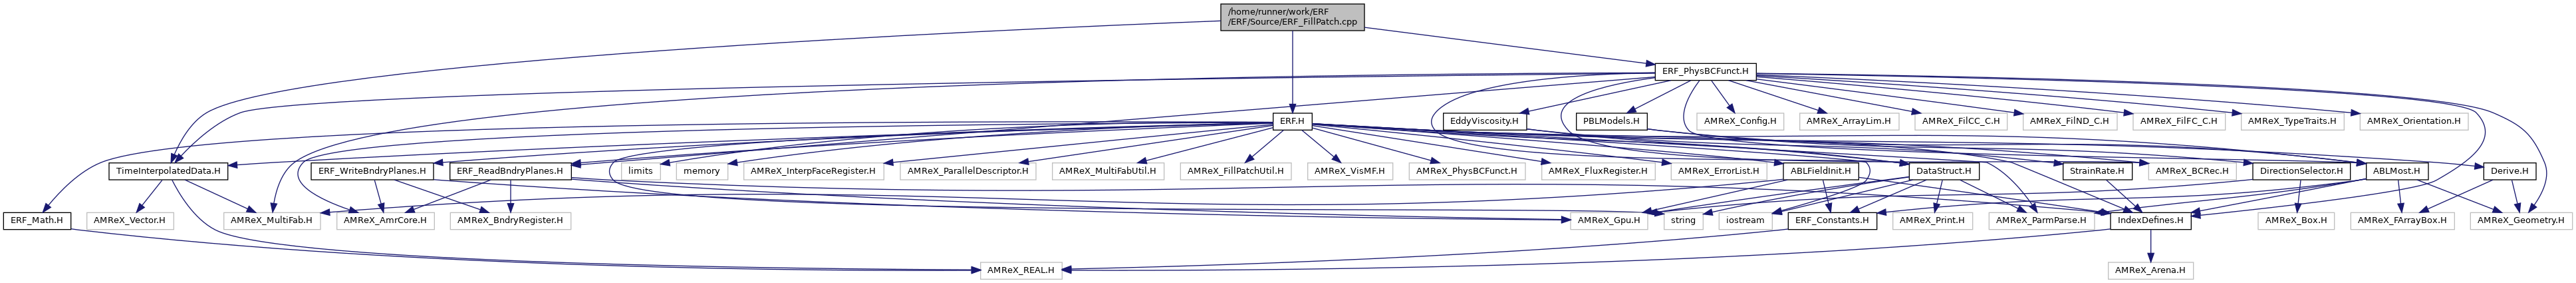 /home/runner/work/ERF
/ERF/Source/ERF_FillPatch.cpp
ERF_PhysBCFunct.H
ERF.H
EddyViscosity.H
PBLModels.H
AMReX_Config.H
AMReX_ArrayLim.H
AMReX_FilCC_C.H
AMReX_FilND_C.H
AMReX_FilFC_C.H
AMReX_TypeTraits.H
AMReX_Orientation.H
TimeInterpolatedData.H
ERF_WriteBndryPlanes.H
ERF_ReadBndryPlanes.H
limits
memory
AMReX_InterpFaceRegister.H
AMReX_ParallelDescriptor.H
AMReX_MultiFabUtil.H
AMReX_FillPatchUtil.H
AMReX_VisMF.H
AMReX_PhysBCFunct.H
AMReX_FluxRegister.H
AMReX_ErrorList.H
ABLFieldInit.H
DataStruct.H
StrainRate.H
AMReX_BCRec.H
DirectionSelector.H
ABLMost.H
Derive.H
ERF_Math.H
AMReX_Vector.H
AMReX_MultiFab.H
AMReX_AmrCore.H
AMReX_BndryRegister.H
AMReX_Gpu.H
string
iostream
ERF_Constants.H
AMReX_Print.H
AMReX_ParmParse.H
IndexDefines.H
AMReX_Box.H
AMReX_FArrayBox.H
AMReX_Geometry.H
AMReX_REAL.H
AMReX_Arena.H